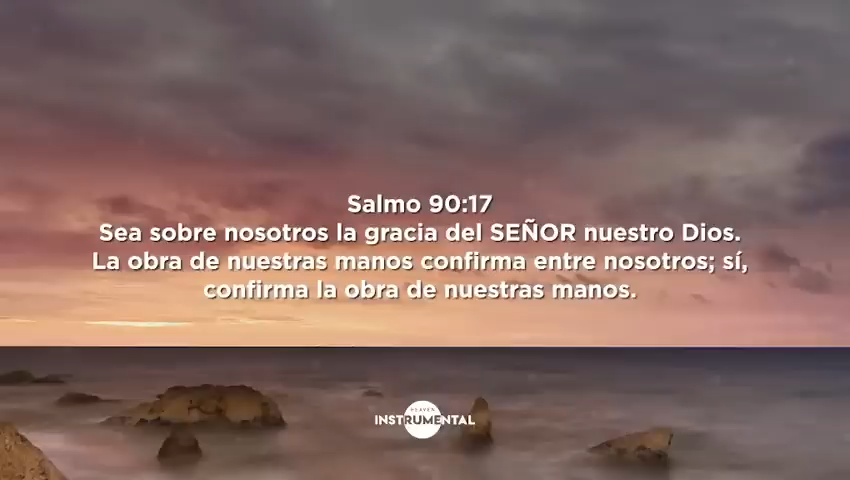 Salmo 90:17
Sea sobre nosotros la gracia del SEÑOR nuestro Dios.
La obra de nuestras manos confirma entre nosotros; sí,
confirma la obra de nuestras manos.
HEAVEN
INSTRUMENTAL